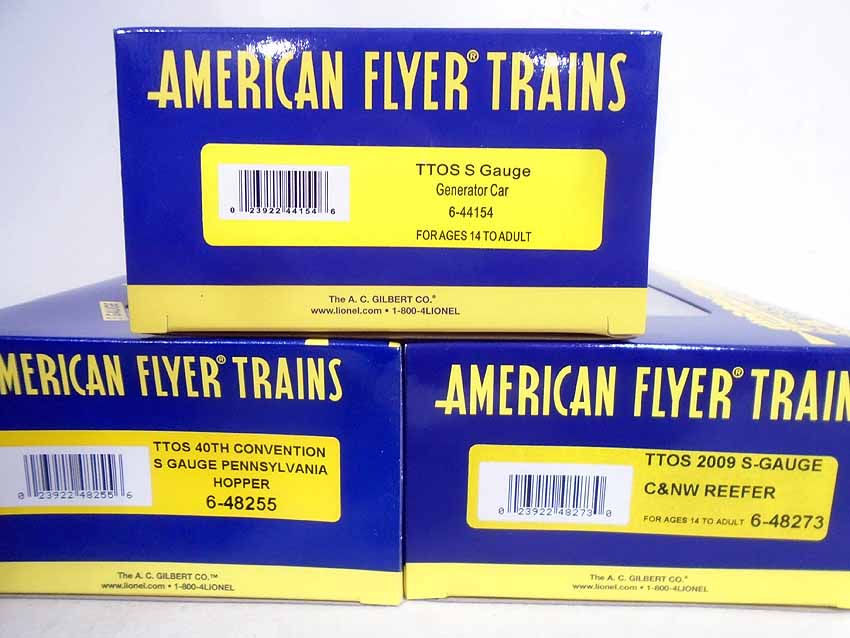 AMERICAN FLYER® TRAINS
TTOS S Gauge
Generator Car
6-44154
FOR AGES 14 TO ADULT
0 23922 44154 6
The A. C. GILBERT CO.®
www.lionel.com • 1-800-4LIONEL
S GAUGE
MERICAN FLYER® TRAINS
TTOS 40TH CONVENTION
S GAUGE PENNSYLVANIA
HOPPER
6-48255
0 23922 48255 6
The A. C. GILBERT CO.™
www.lionel.com • 1-800-4LIONEL
AMERICAN FLYER® TRAIN
TTOS 2009 S-GAUGE
C&NW REEFER
FOR AGES 14 TO ADULT 6-48273
0 23922 48273 0
The A. C. GILBERT CO.®
www.lionel.com • 1-800-4LIONEL